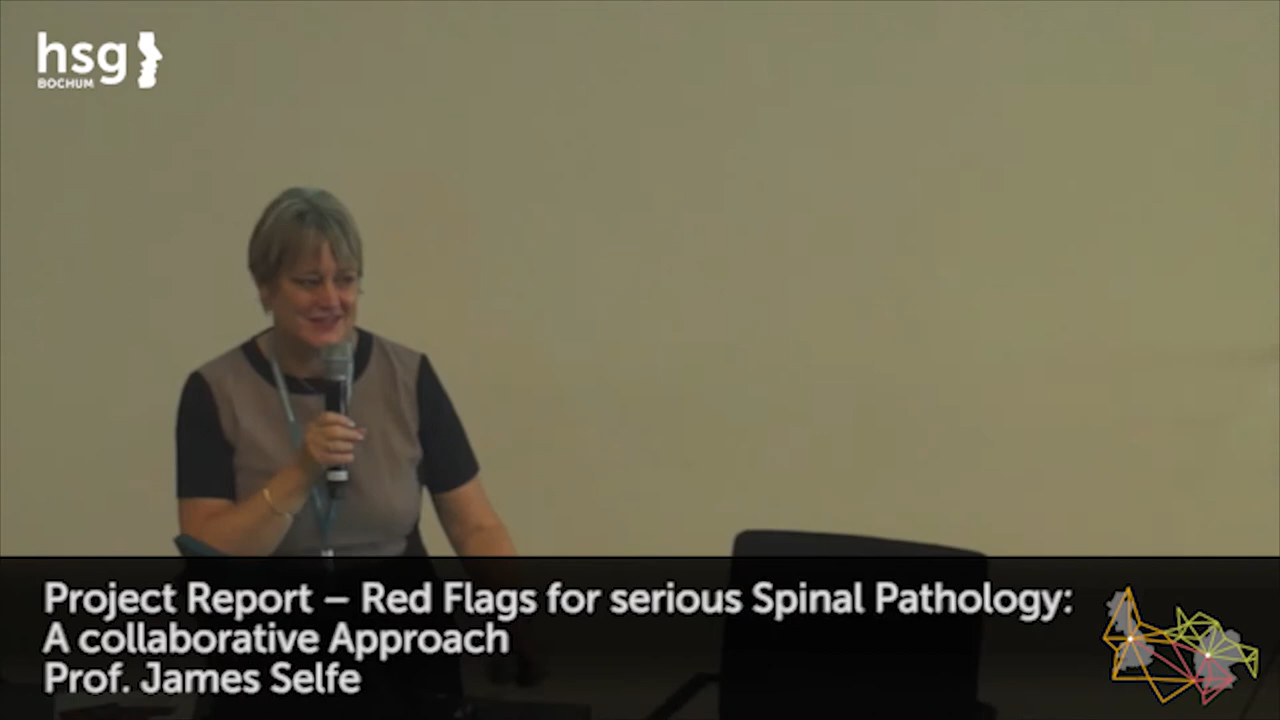 hsg
BOCHUM
Project Report – Red Flags for serious Spinal Pathology:
A collaborative Approach
Prof. James Selfe